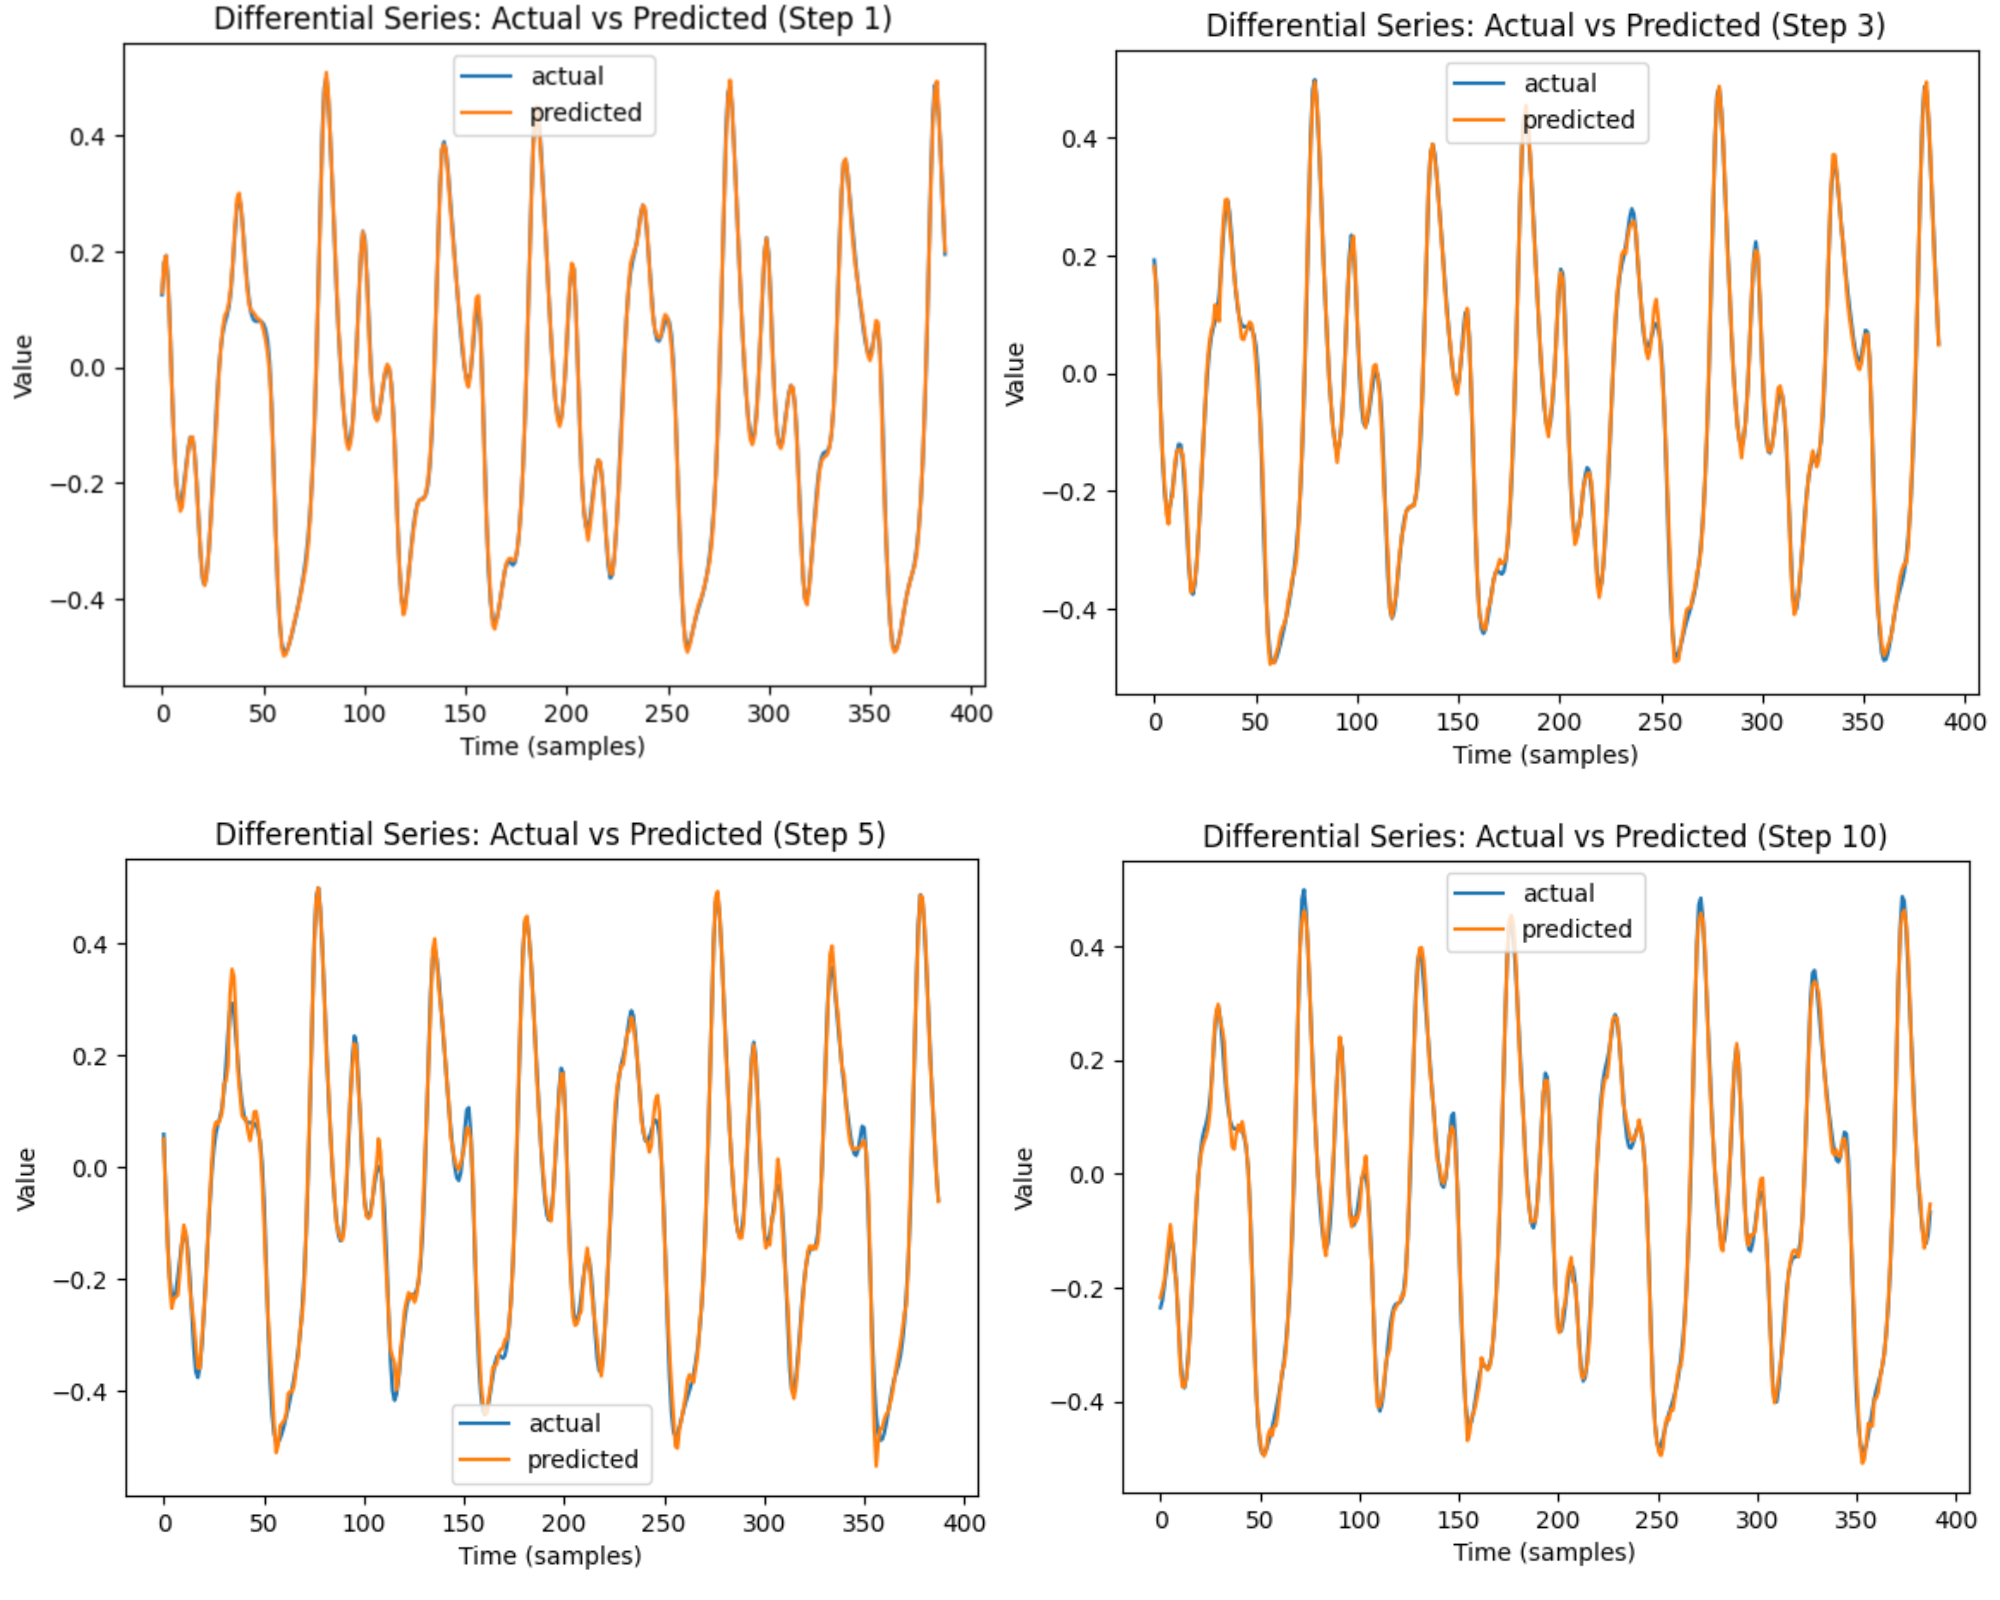 Differential Series: Actual vs Predicted (Step 1)
actual
predicted
0.4
0.2
0.0
−0.2
−0.4
Value
0 50 100 150 200 250 300 350 400
Time (samples)
Differential Series: Actual vs Predicted (Step 3)
actual
predicted
0.4
0.2
0.0
−0.2
−0.4
Value
0 50 100 150 200 250 300 350 400
Time (samples)
Differential Series: Actual vs Predicted (Step 5)
0.4
0.2
0.0
−0.2
−0.4
Value
actual
predicted
0 50 100 150 200 250 300 350 400
Time (samples)
Differential Series: Actual vs Predicted (Step 10)
actual
predicted
0.4
0.2
0.0
−0.2
−0.4
Value
0 50 100 150 200 250 300 350 400
Time (samples)